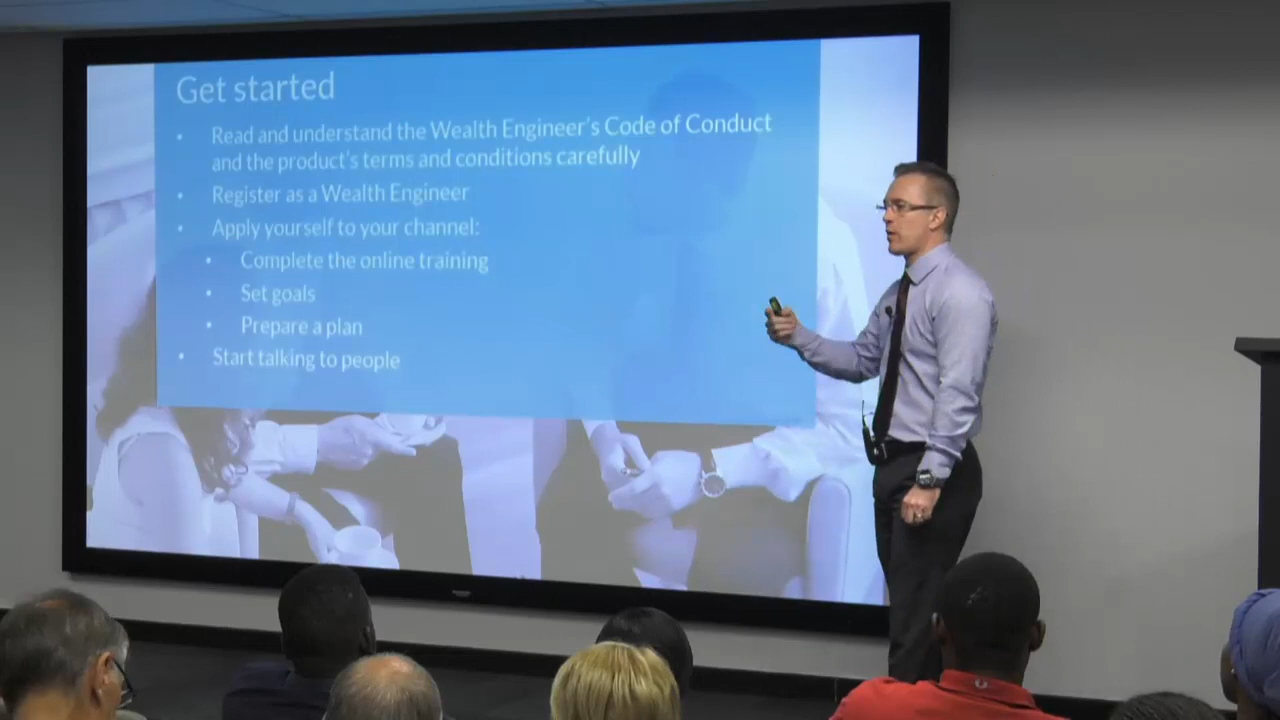 Get started
• Read and understand the Wealth Engineer's Code of Conduct
and the product's terms and conditions carefully
• Register as a Wealth Engineer
• Apply yourself to your channel:
• Complete the online training
• Set goals
• Prepare a plan
• Start talking to people